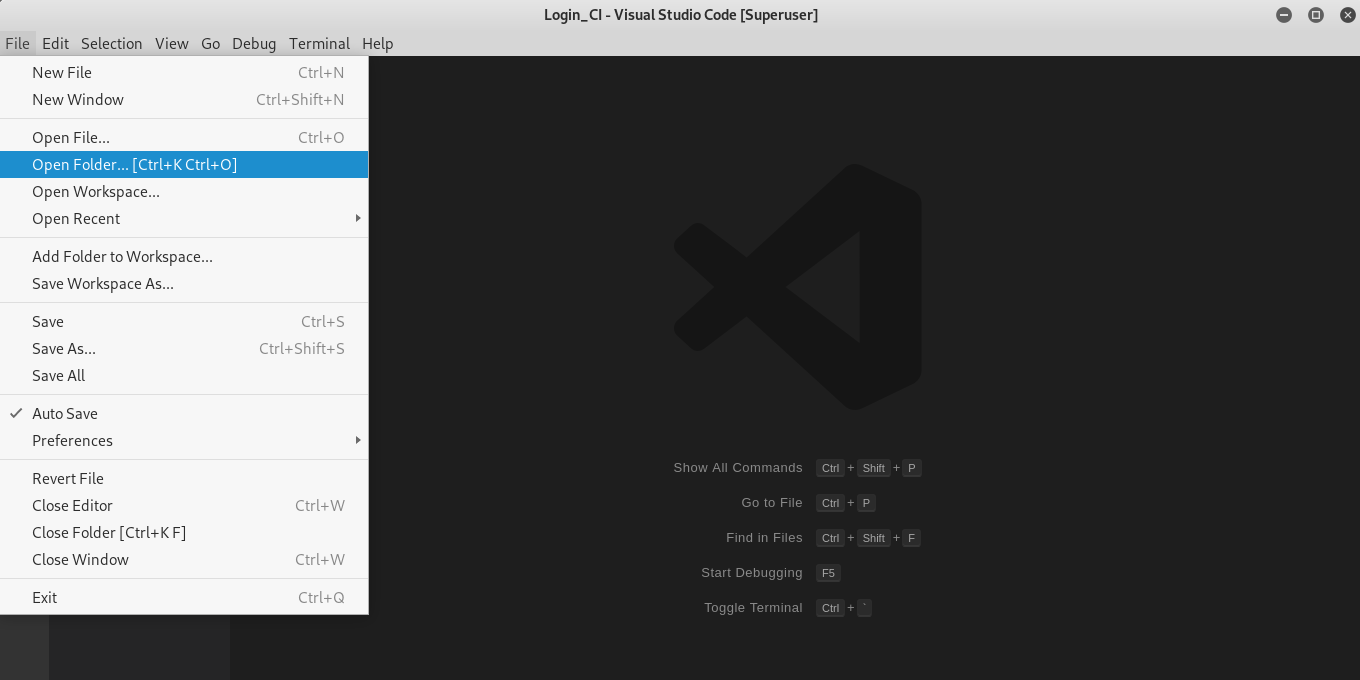 Login_CI - Visual Studio Code [Superuser]
File Edit Selection View Go Debug Terminal Help
New File Ctrl+N
New Window Ctrl+Shift+N
Open File... Ctrl+O
Open Folder... [Ctrl+K Ctrl+O]
Open Workspace...
Open Recent
Add Folder to Workspace...
Save Workspace As...
Save Ctrl+S
Save As... Ctrl+Shift+S
Save All
Auto Save
Preferences
Revert File
Close Editor Ctrl+W
Close Folder [Ctrl+K F]
Close Window Ctrl+W
Exit Ctrl+Q
Show All Commands Ctrl + Shift + P
Go to File Ctrl + P
Find in Files Ctrl + Shift + F
Start Debugging F5
Toggle Terminal Ctrl + `